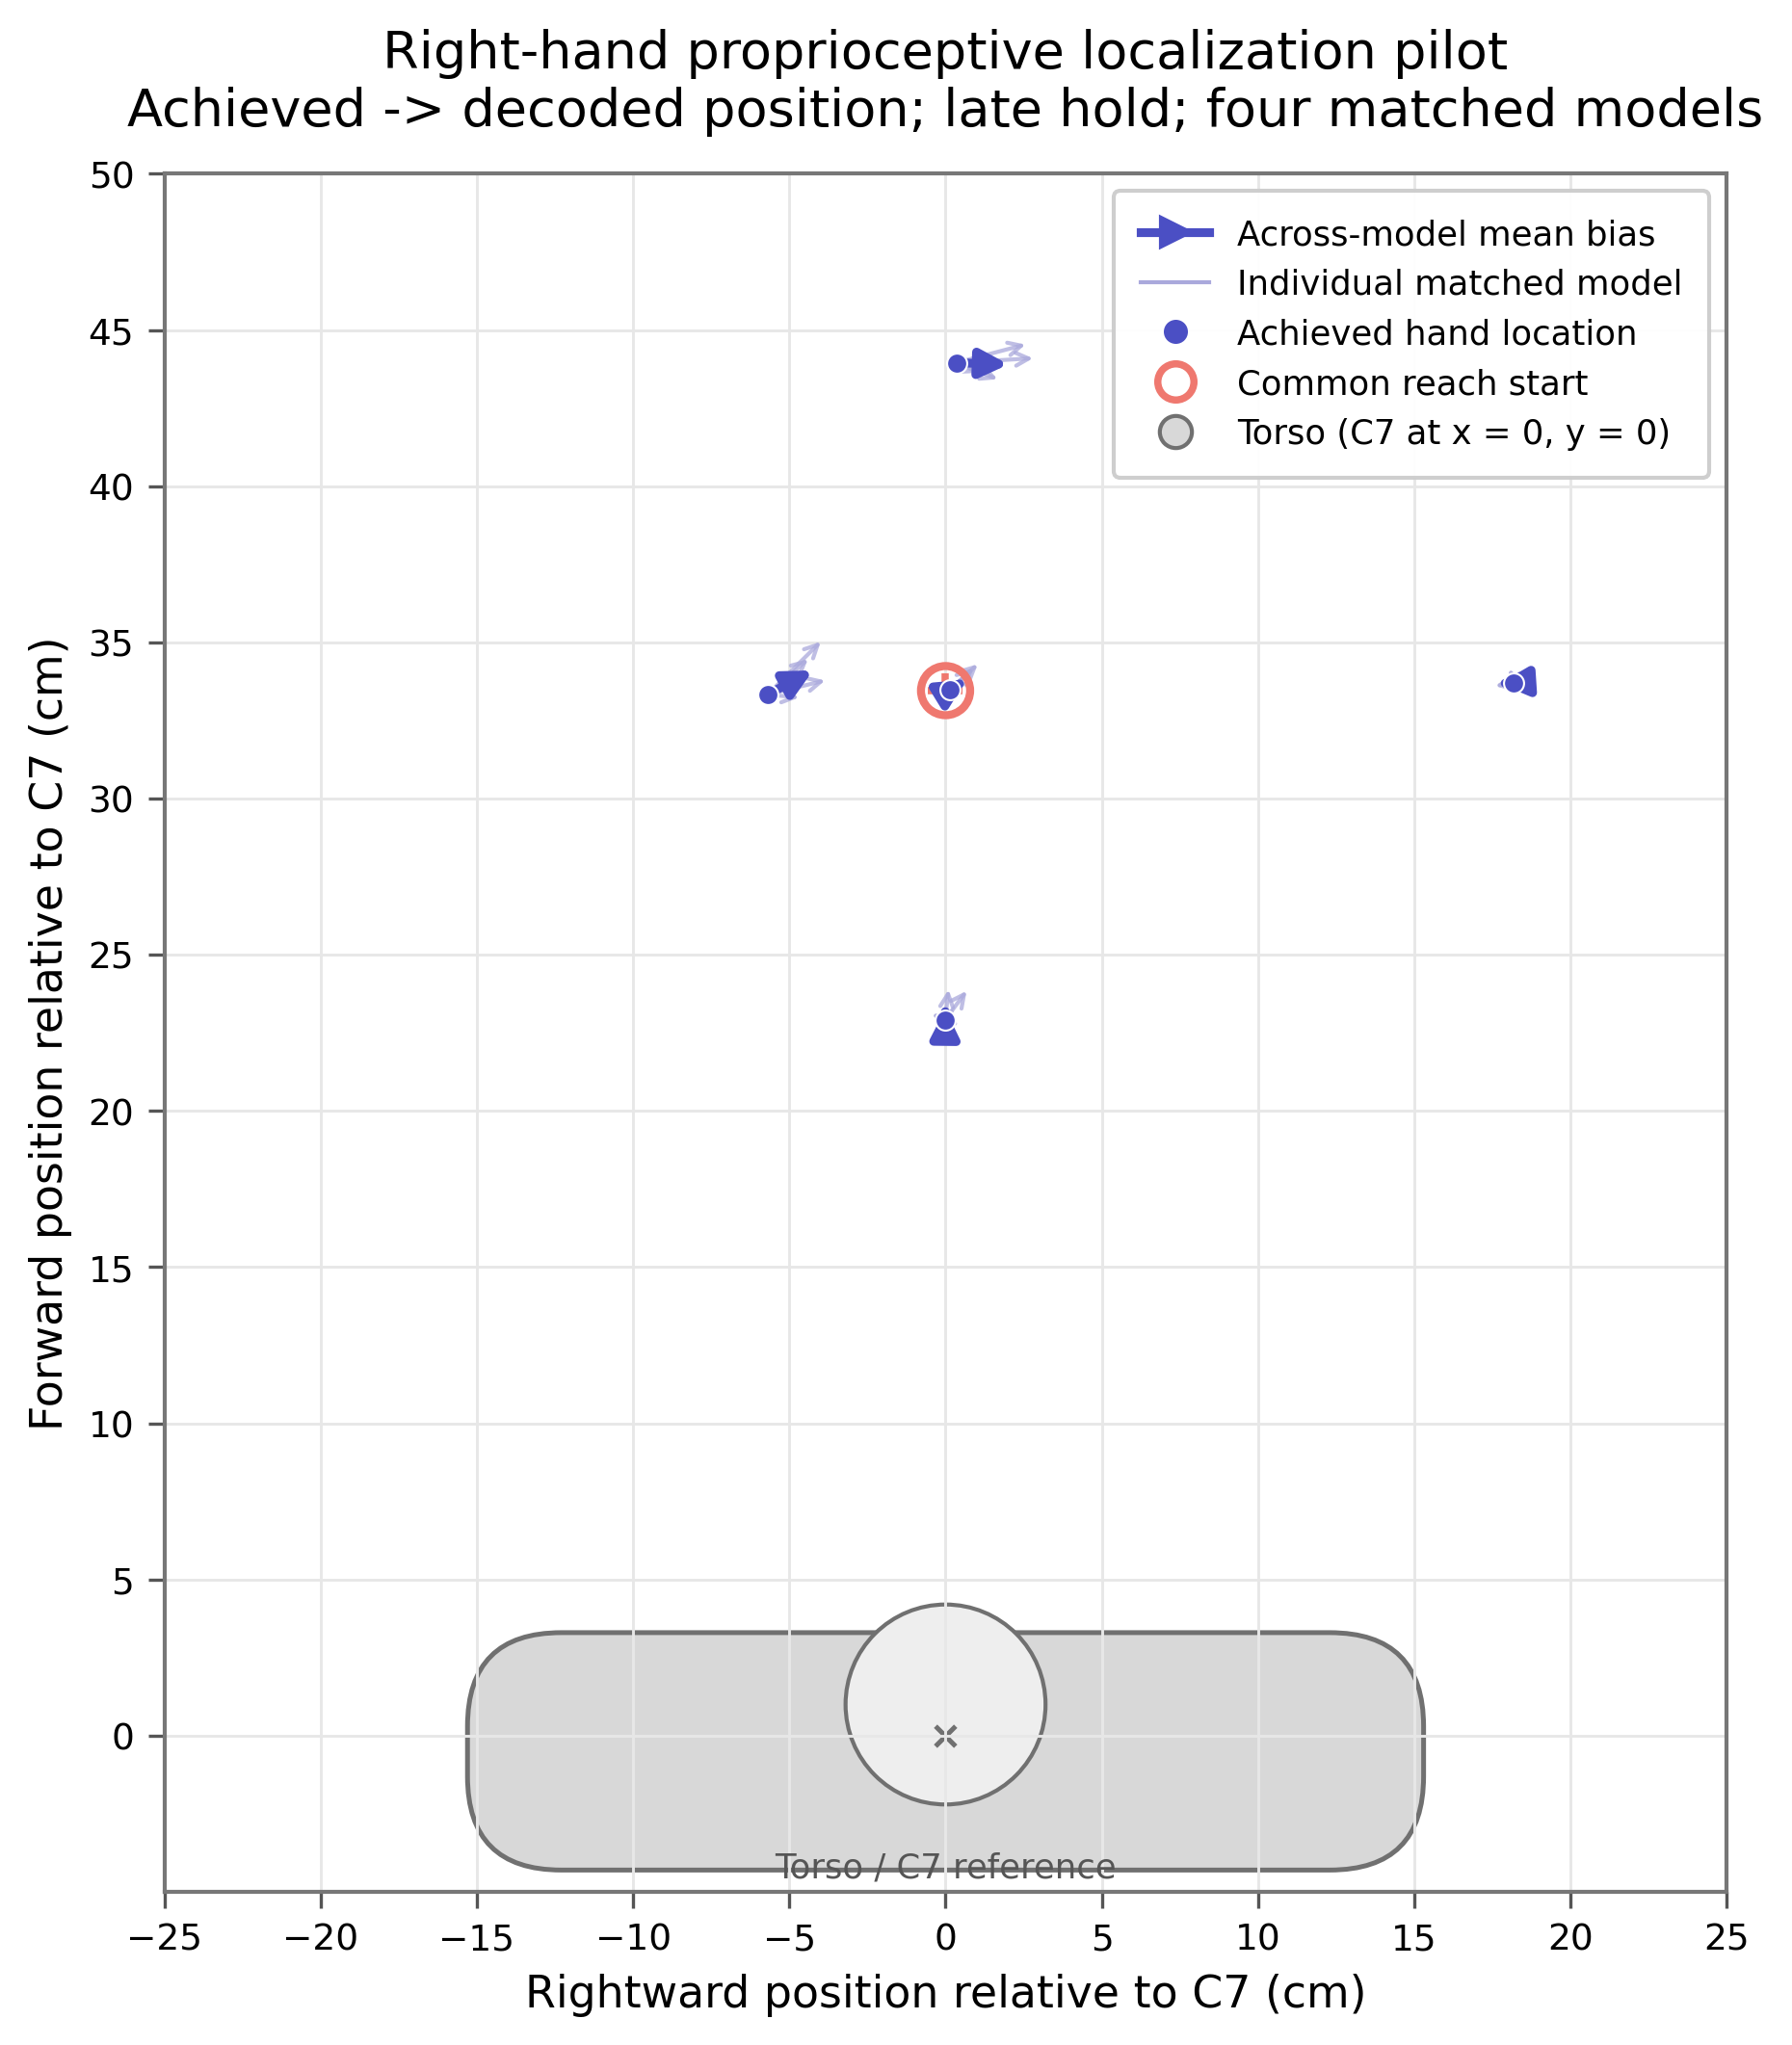 Right-hand proprioceptive localization pilot
Achieved -> decoded position; late hold; four matched models
Across-model mean bias
Individual matched model
Achieved hand location
Common reach start
Torso (C7 at x = 0, y = 0)
Forward position relative to C7 (cm)
50
45
40
35
30
25
20
15
10
5
0
Torso / C7 reference
−25
−20
−15
−10
−5
0
5
10
15
20
25
Rightward position relative to C7 (cm)